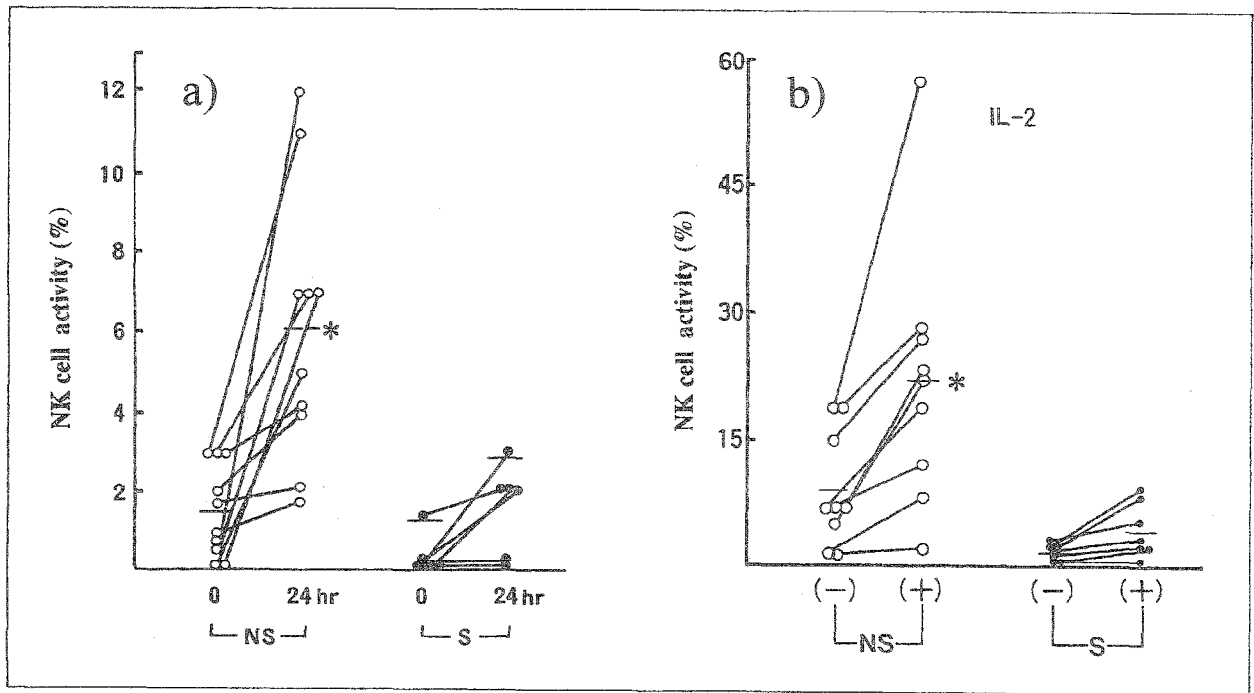 a)
NK cell activity (%)
12
10
8
6
4
2
*
0 24 hr 0 24 hr
NS S
b)
IL-2
NK cell activity (%)
60
45
30
15
*
(-) (+) (-) (+)
NS S